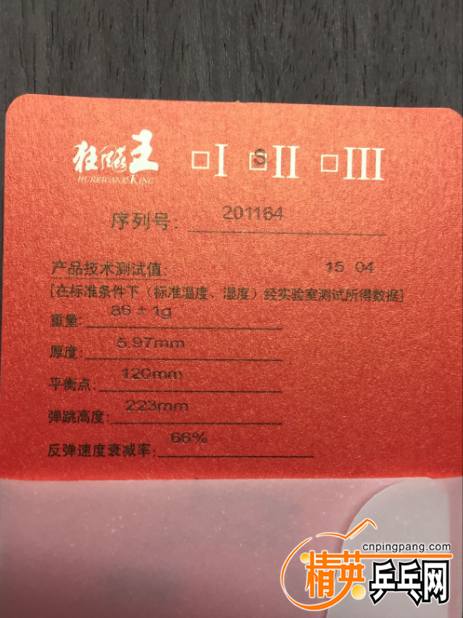 狂飚王 □I □S II □III
HURRICANE KING
序列号: 201164
产品技术测试值: 15 04
[在标准条件下（标准温度、湿度）经实验室测试所得数据]
重量: 86 ± 1g
厚度: 5.97mm
平衡点: 120mm
弹跳高度: 223mm
反弹速度衰减率: 66%
cnpingpang.com
精英乒乓网